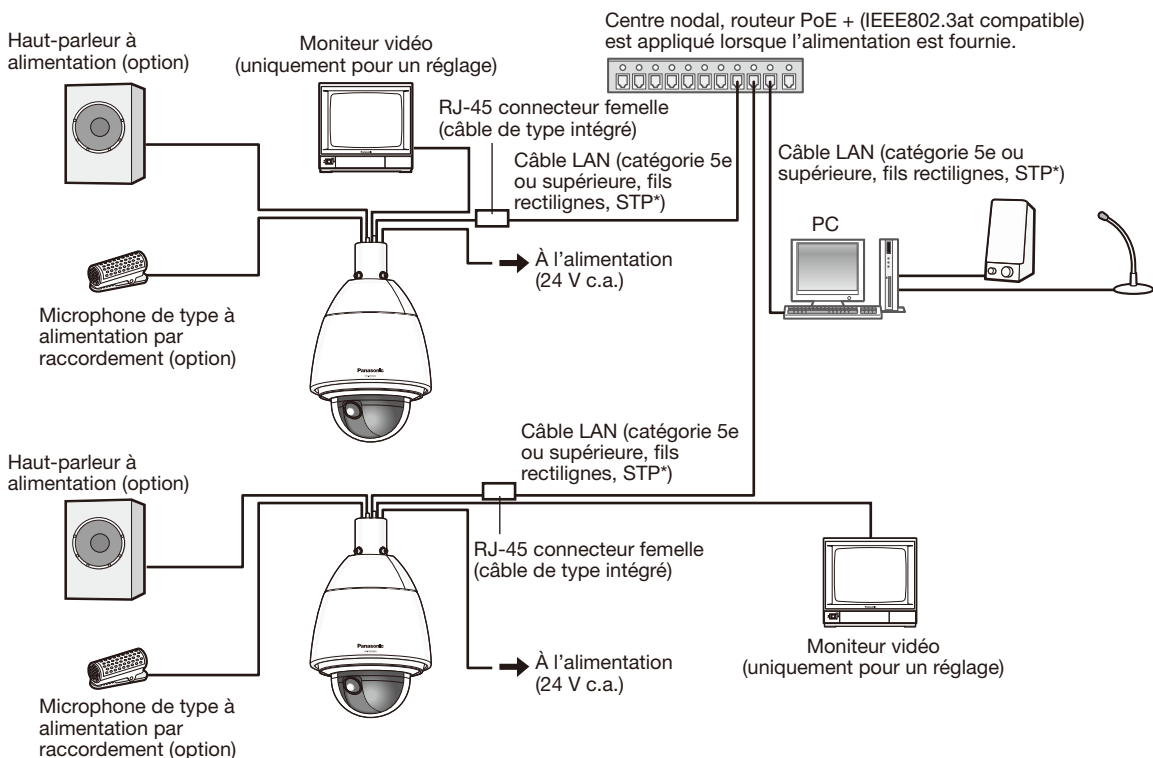 Centre nodal, routeur PoE + (IEEE802.3at compatible)
est appliqué lorsque l'alimentation est fournie.
Haut-parleur à
alimentation (option)
Moniteur vidéo
(uniquement pour un réglage)
RJ-45 connecteur femelle
(câble de type intégré)
Câble LAN (catégorie 5e
ou supérieure, fils
rectilignes, STP*)
Câble LAN (catégorie 5e ou
supérieure, fils rectilignes, STP*)
PC
À l'alimentation
(24 V c.a.)
Microphone de type à
alimentation par
raccordement (option)
Panasonic
Câble LAN (catégorie 5e
ou supérieure, fils
rectilignes, STP*)
Haut-parleur à
alimentation (option)
RJ-45 connecteur femelle
(câble de type intégré)
Panasonic
À l'alimentation
(24 V c.a.)
Moniteur vidéo
(uniquement pour un réglage)
Microphone de type à
alimentation par
raccordement (option)